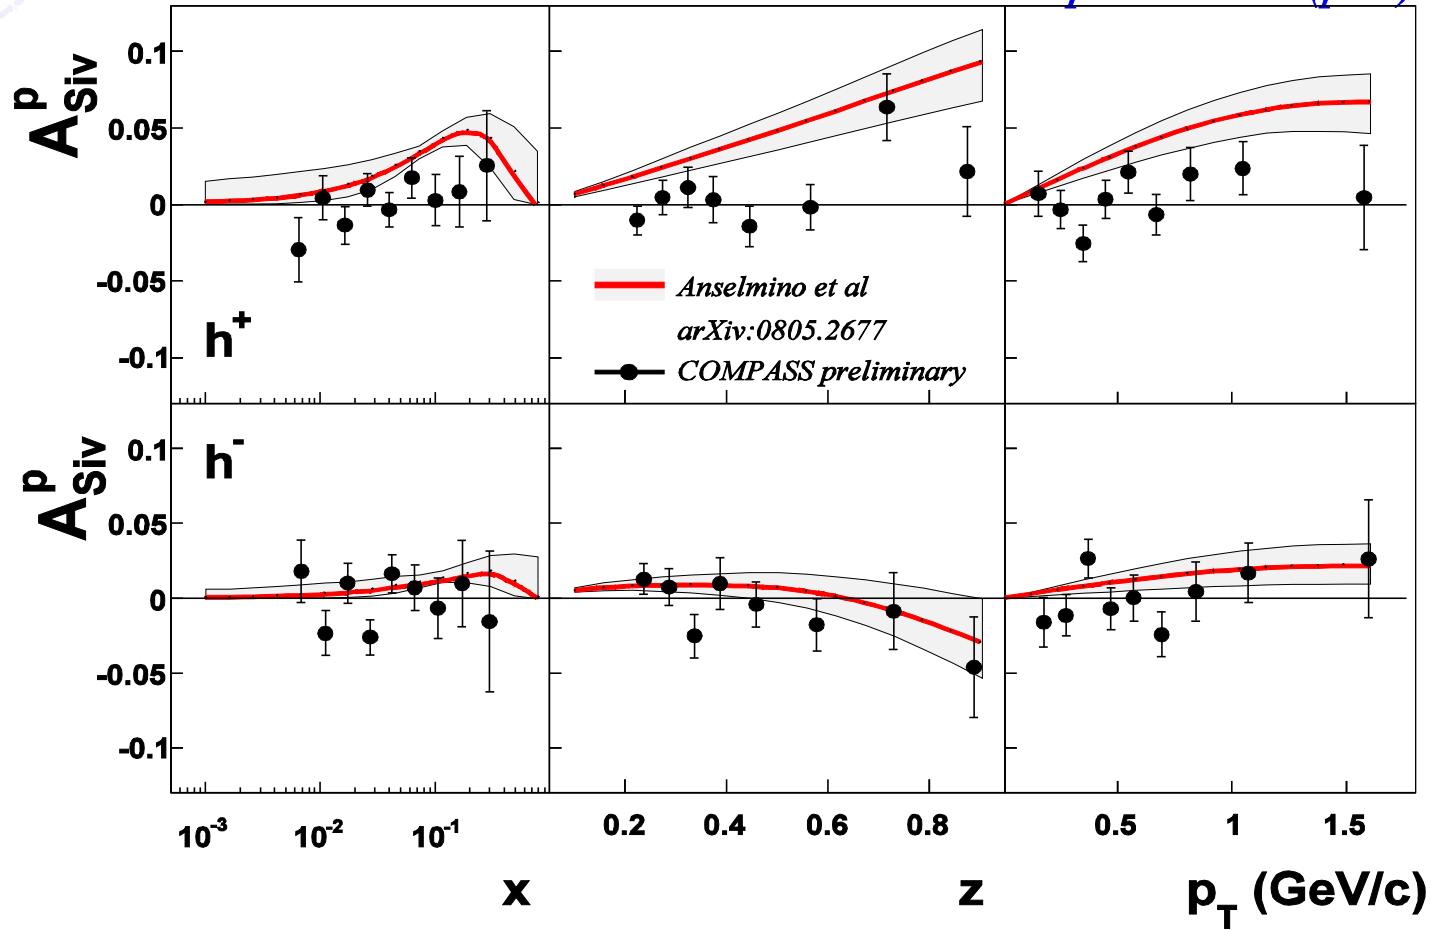 A^p_Siv
0.1
0.05
0
-0.05
-0.1
h^+
Anselmino et al
arXiv:0805.2677
COMPASS preliminary
A^p_Siv
0.1
0.05
0
-0.05
-0.1
h^-
10^-3 10^-2 10^-1 0.2 0.4 0.6 0.8 0.5 1 1.5
x z p_T (GeV/c)